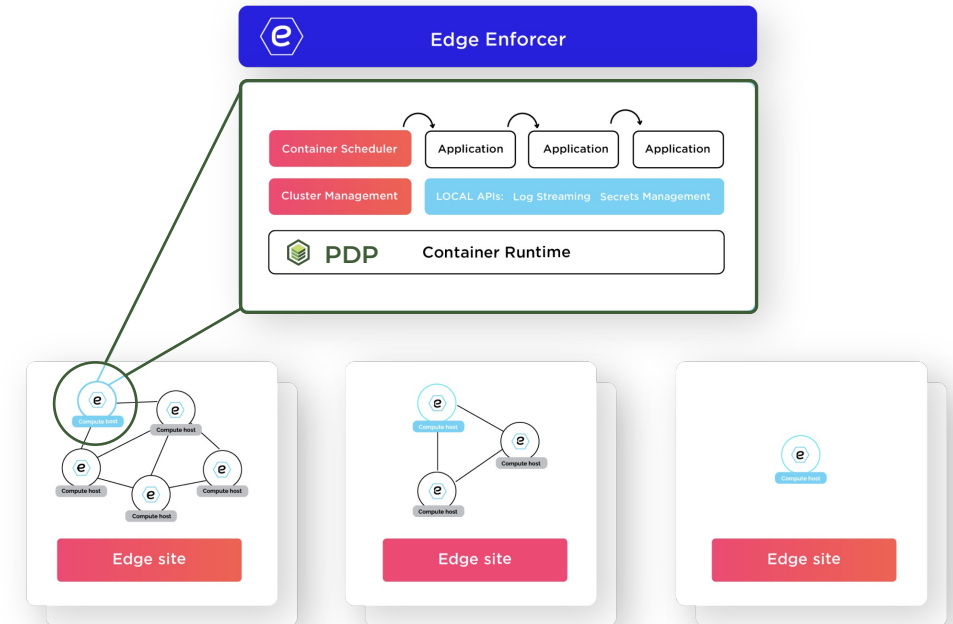 e Edge Enforcer
Container Scheduler Application Application Application
Cluster Management LOCAL APIs: Log Streaming Secrets Management
PDP Container Runtime
e
Compute host
e
Compute host
e
Compute host
e
Compute host
e
Compute host
Edge site
e
Compute host
e
Compute host
e
Compute host
Edge site
e
Compute host
Edge site